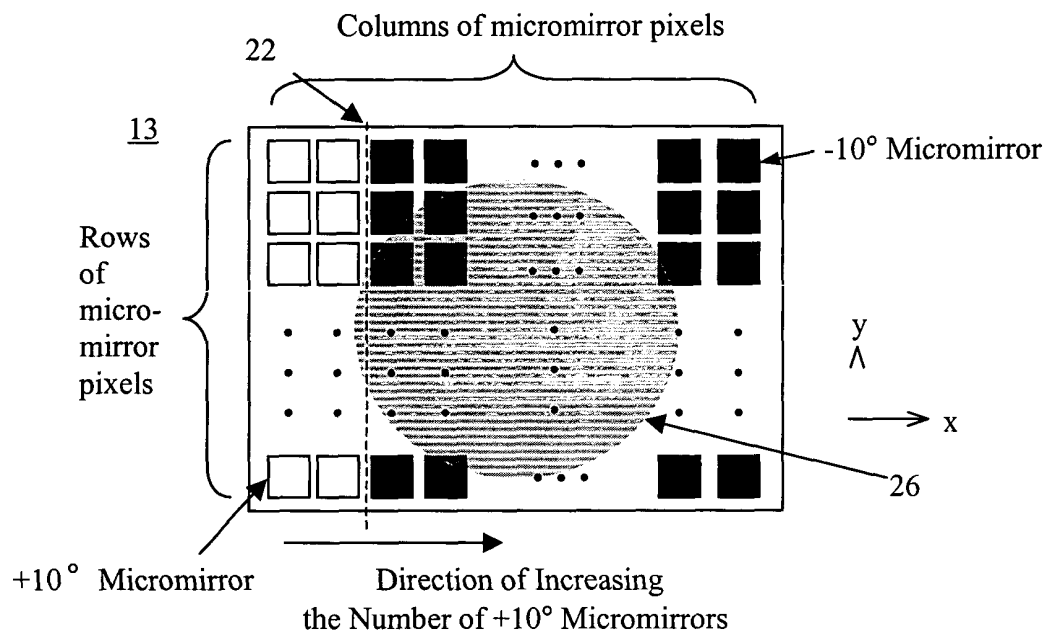 Columns of micromirror pixels
22
13
-10° Micromirror
Rows
of
micro-
mirror
pixels
y
x
26
+10° Micromirror
Direction of Increasing
the Number of +10° Micromirrors